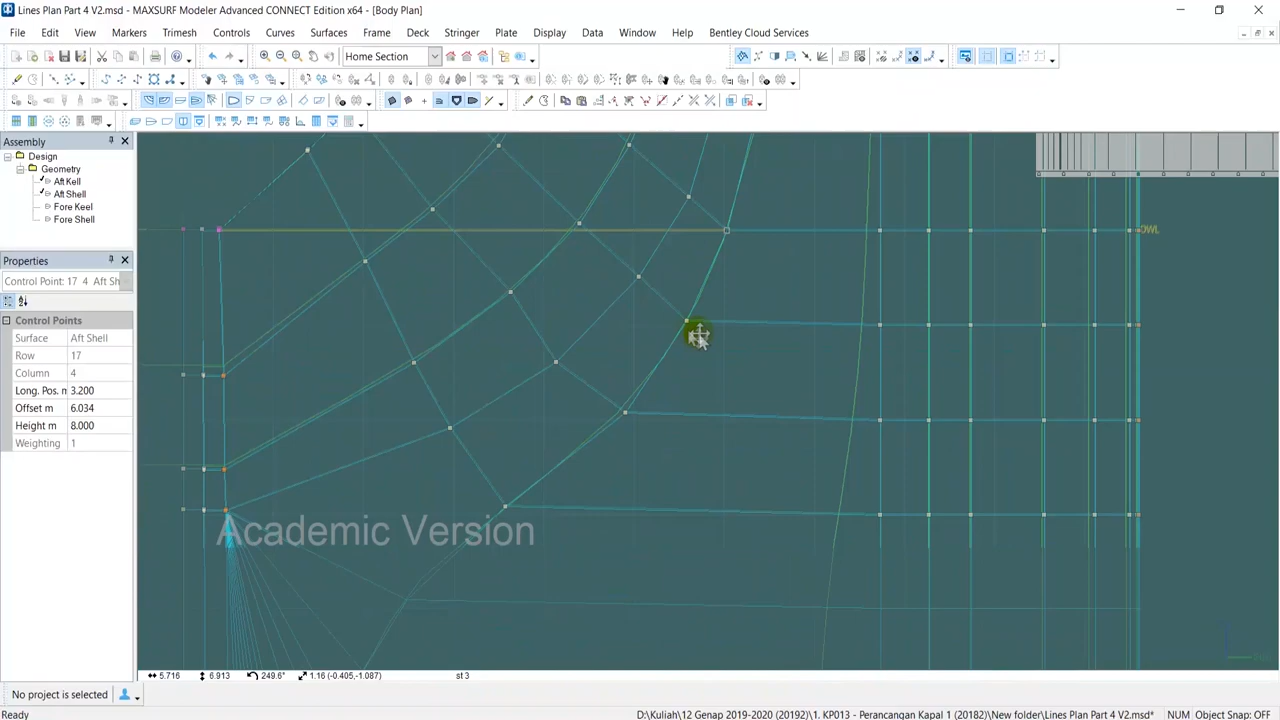 Lines Plan Part 4 V2.msd - MAXSURF Modeler Advanced CONNECT Edition x64 - [Body Plan]
File Edit View Markers Trimesh Controls Curves Surfaces Frame Deck Stringer Plate Display Data Window Help Bentley Cloud Services
Home Section
Assembly
Design
Geometry
Aft Kell
Aft Shell
Fore Keel
Fore Shell
Properties
Control Point: 17 4 Aft Sh
Control Points
Surface Aft Shell
Row 17
Column 4
Long. Pos. m 3.200
Offset m 6.034
Height m 8.000
Weighting 1
DWL
Academic Version
5.716 6.913 249.6° 1.16 (-0.405,-1.087) st 3
No project is selected
Ready D:\Kuliah\12 Genap 2019-2020 (20192)\1. KP013 - Perancangan Kapal 1 (20182)\New folder\Lines Plan Part 4 V2.msd* NUM Object Snap: OFF